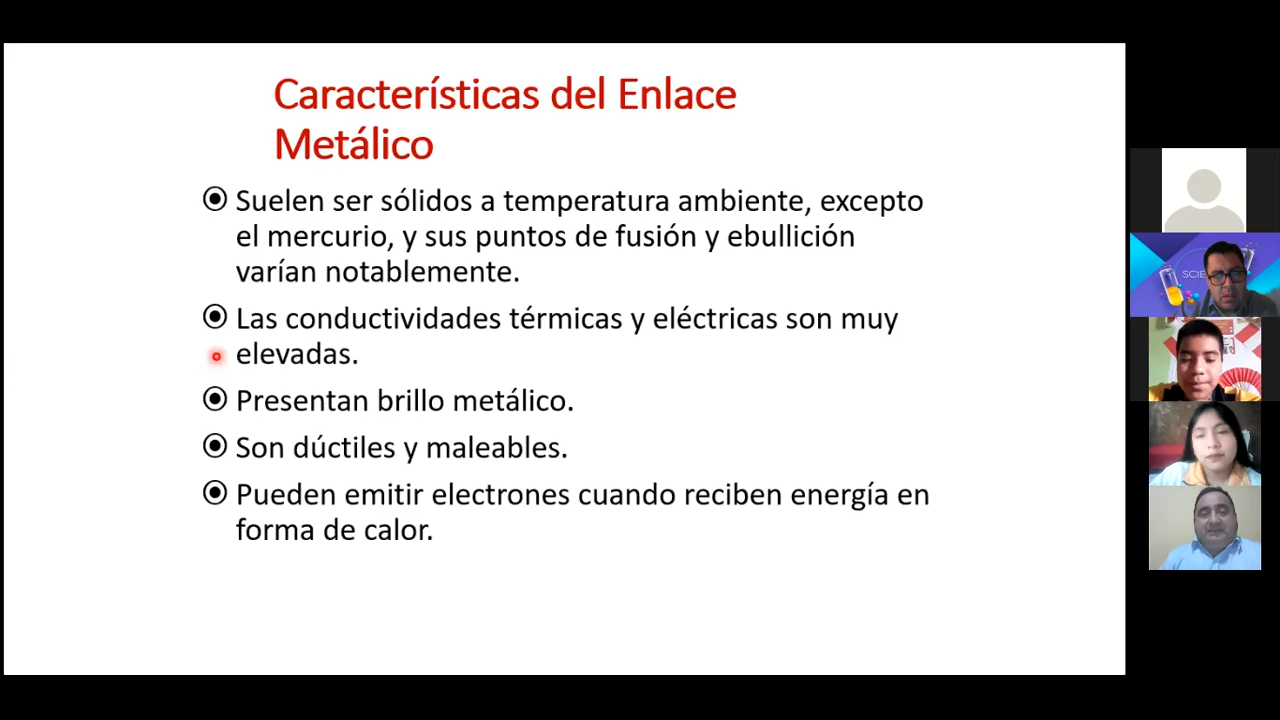 Características del Enlace
Metálico
Suelen ser sólidos a temperatura ambiente, excepto
el mercurio, y sus puntos de fusión y ebullición
varían notablemente.
Las conductividades térmicas y eléctricas son muy
elevadas.
Presentan brillo metálico.
Son dúctiles y maleables.
Pueden emitir electrones cuando reciben energía en
forma de calor.